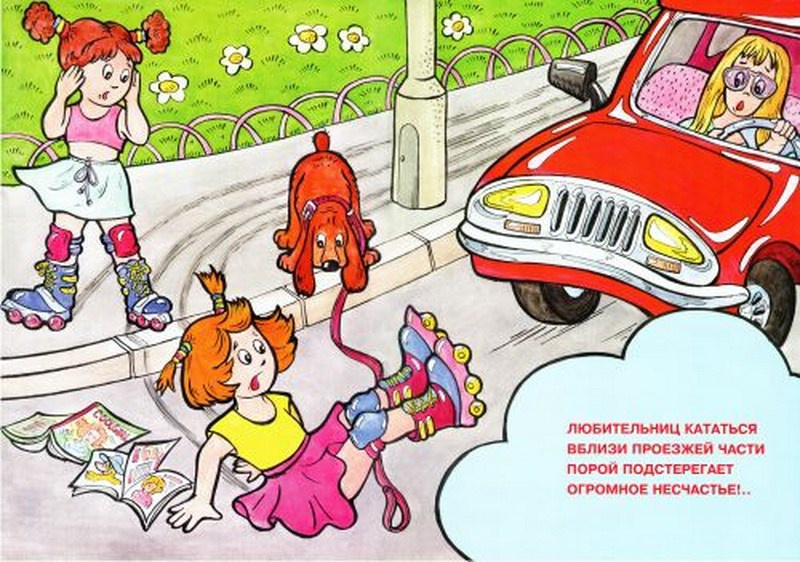 ЛЮБИТЕЛЬНИЦ КАТАТЬСЯ
ВБЛИЗИ ПРОЕЗЖЕЙ ЧАСТИ
ПОРОЙ ПОДСТЕРЕГАЕТ
ОГРОМНОЕ НЕСЧАСТЬЕ!..